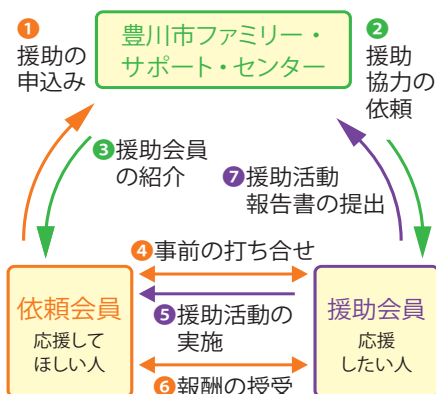 ❶
援助の
申込み
豊川市ファミリー・
サポート・センター
❷
援助
協力の
依頼
❸援助会員
の紹介
❼援助活動
報告書の提出
❹事前の打ち合せ
依頼会員
応援して
ほしい人
❺援助活動の
実施
援助会員
応援
したい人
❻報酬の授受